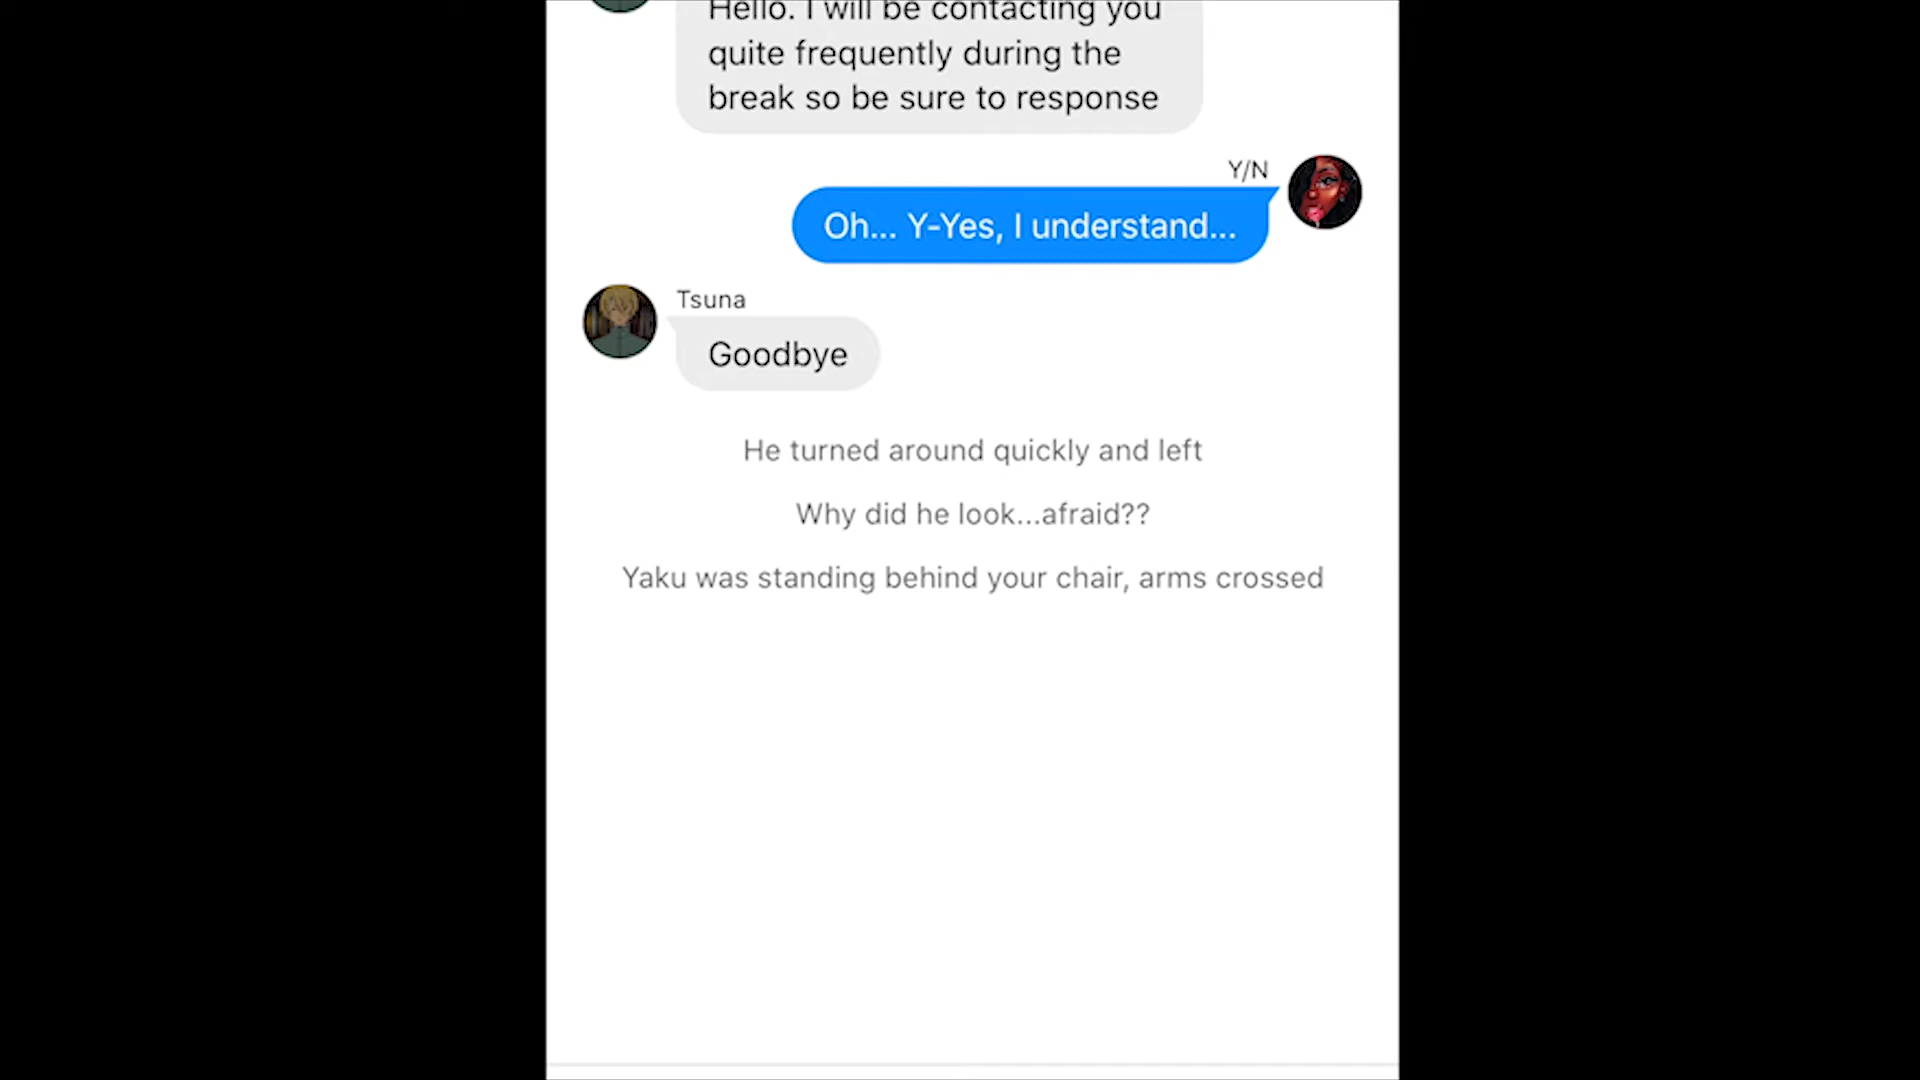 Hello. I will be contacting you
quite frequently during the
break so be sure to response
Y/N
Oh... Y-Yes, I understand...
Tsuna
Goodbye
He turned around quickly and left
Why did he look...afraid??
Yaku was standing behind your chair, arms crossed